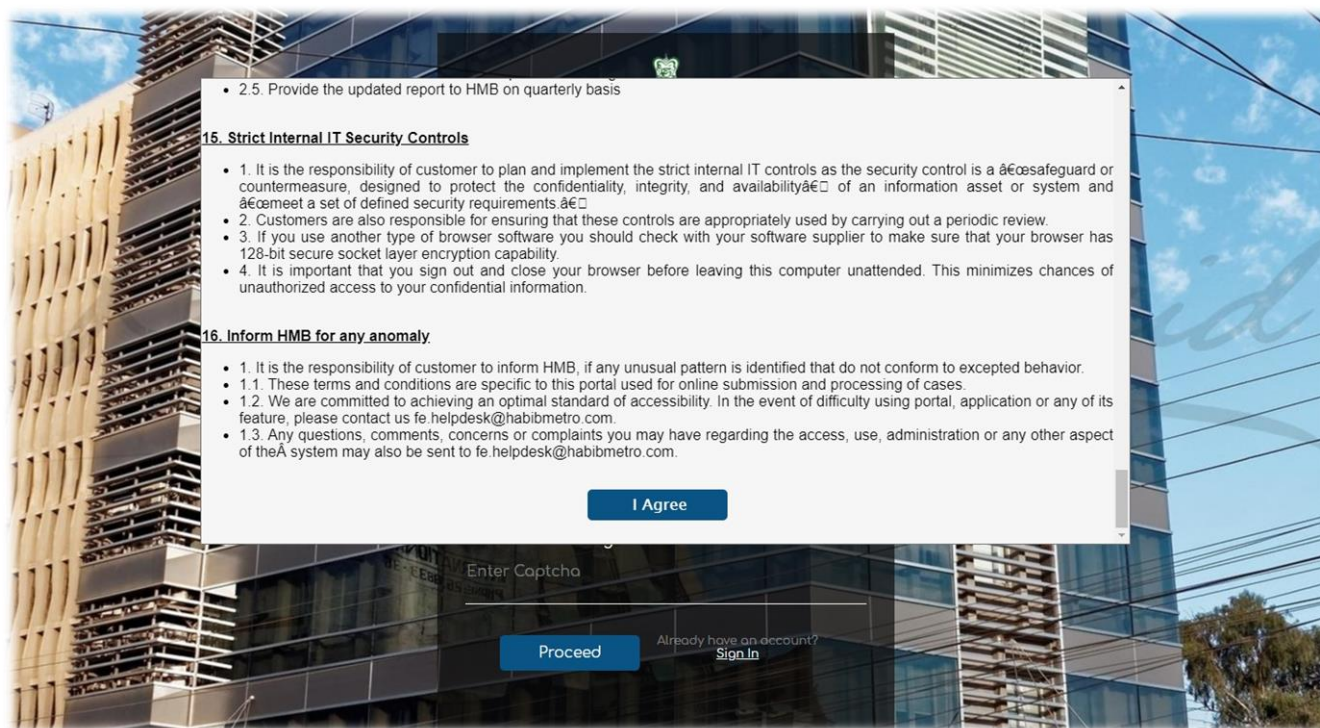 • 2.5. Provide the updated report to HMB on quarterly basis
15. Strict Internal IT Security Controls
• 1. It is the responsibility of customer to plan and implement the strict internal IT controls as the security control is a â€œsafeguard or
countermeasure, designed to protect the confidentiality, integrity, and availabilityâ€□ of an information asset or system and
â€œmeet a set of defined security requirements.â€□
• 2. Customers are also responsible for ensuring that these controls are appropriately used by carrying out a periodic review.
• 3. If you use another type of browser software you should check with your software supplier to make sure that your browser has
128-bit secure socket layer encryption capability.
• 4. It is important that you sign out and close your browser before leaving this computer unattended. This minimizes chances of
unauthorized access to your confidential information.
16. Inform HMB for any anomaly
• 1. It is the responsibility of customer to inform HMB, if any unusual pattern is identified that do not conform to excepted behavior.
• 1.1. These terms and conditions are specific to this portal used for online submission and processing of cases.
• 1.2. We are committed to achieving an optimal standard of accessibility. In the event of difficulty using portal, application or any of its
feature, please contact us fe.helpdesk@habibmetro.com.
• 1.3. Any questions, comments, concerns or complaints you may have regarding the access, use, administration or any other aspect
of theÂ system may also be sent to fe.helpdesk@habibmetro.com.
I Agree
Enter Captcha
Proceed
Already have an account?
Sign In